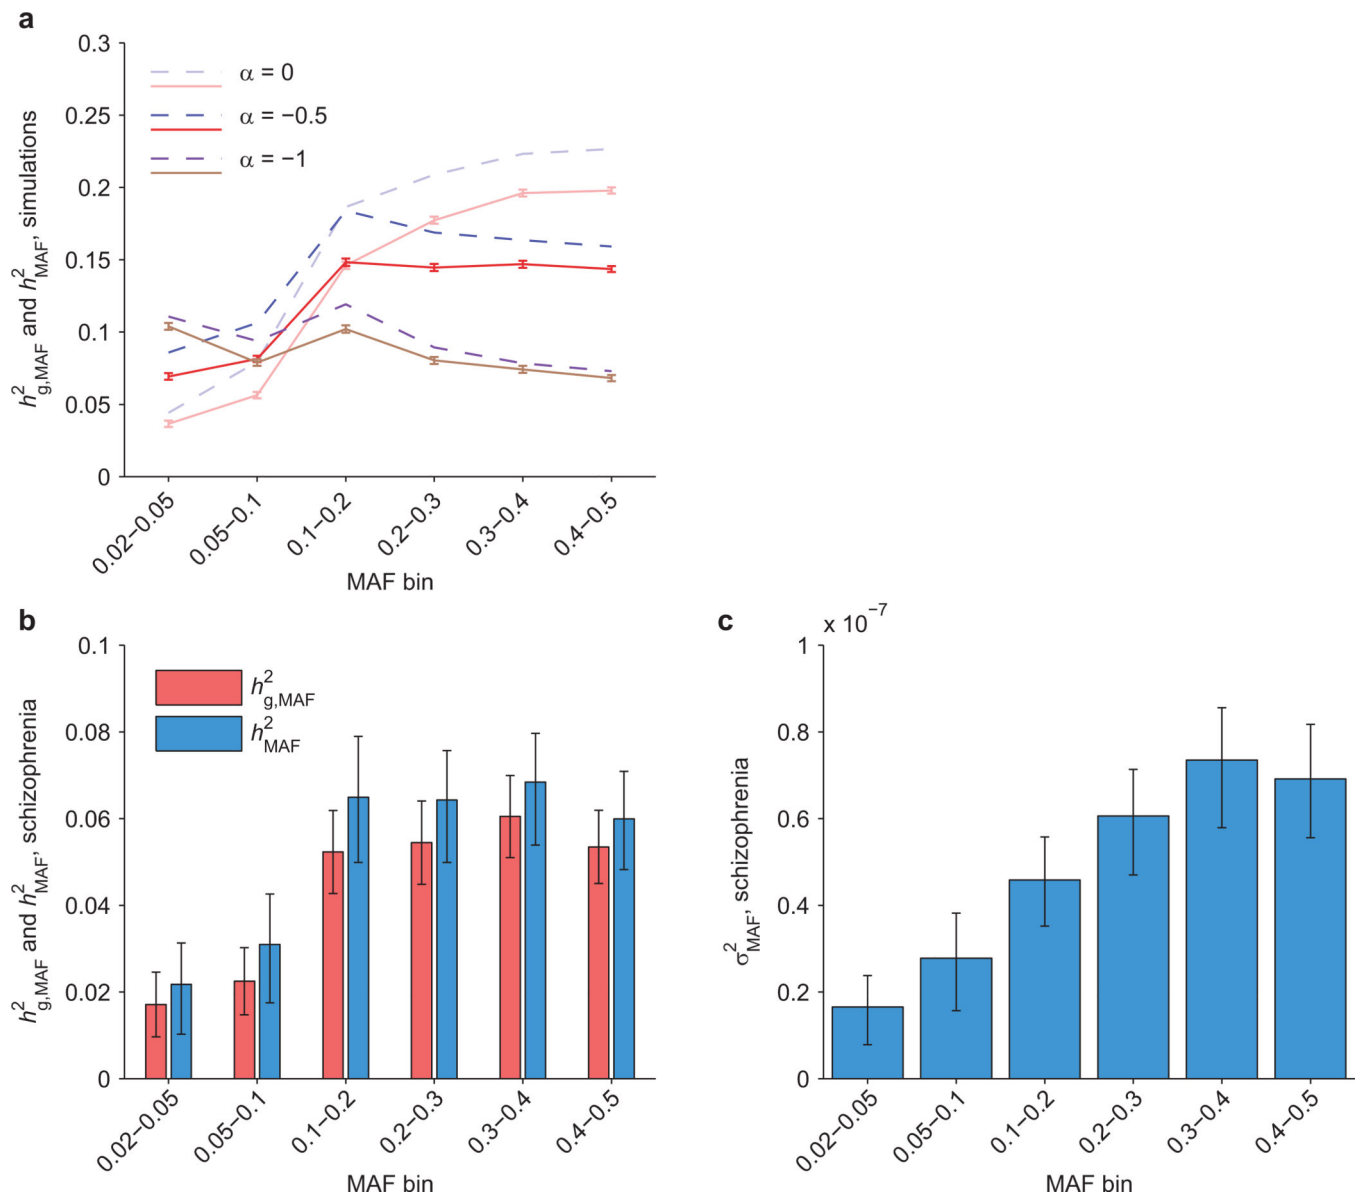 a
h²g,MAF and h²MAF, simulations
0.3
0.25
0.2
0.15
0.1
0.05
0
α = 0
α = −0.5
α = −1
0.02−0.05
0.05−0.1
0.1−0.2
0.2−0.3
0.3−0.4
0.4−0.5
MAF bin
b
h²g,MAF and h²MAF, schizophrenia
0.1
0.08
0.06
0.04
0.02
0
h²g,MAF
h²MAF
0.02−0.05
0.05−0.1
0.1−0.2
0.2−0.3
0.3−0.4
0.4−0.5
MAF bin
c
x 10⁻⁷
σ²MAF, schizophrenia
1
0.8
0.6
0.4
0.2
0
0.02−0.05
0.05−0.1
0.1−0.2
0.2−0.3
0.3−0.4
0.4−0.5
MAF bin